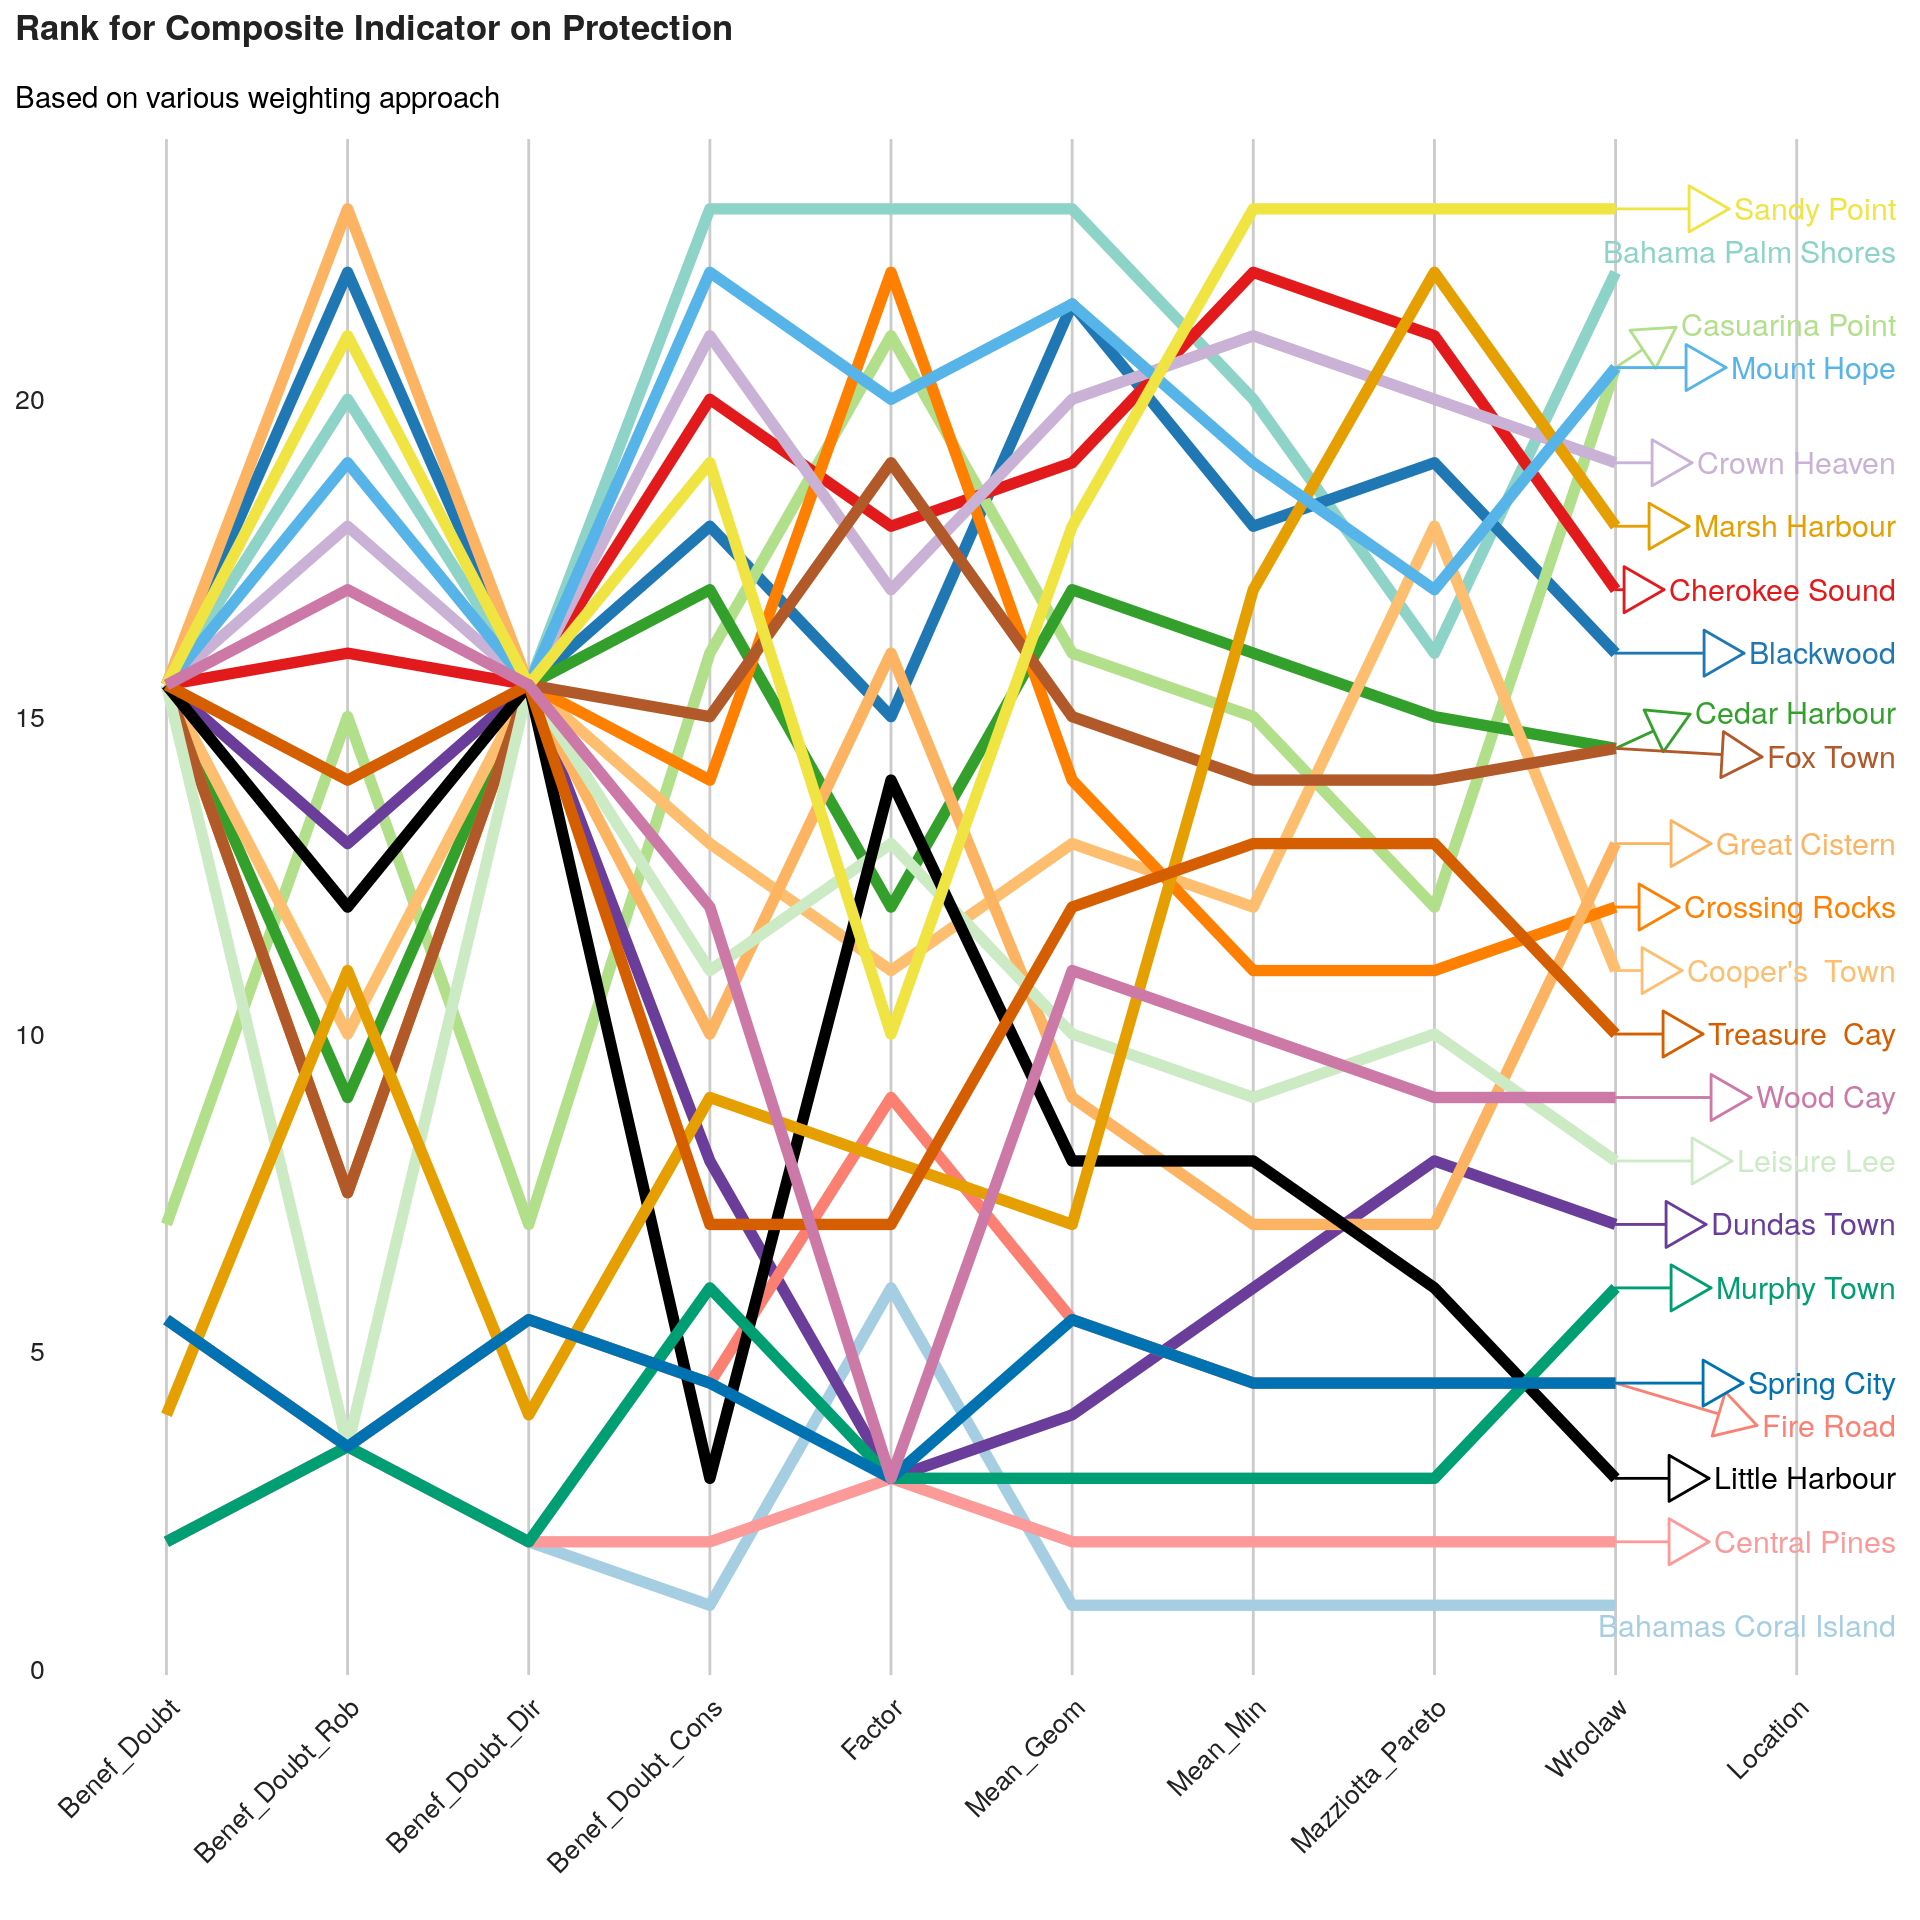 Rank for Composite Indicator on Protection
Based on various weighting approach
Sandy Point
Bahama Palm Shores
Casuarina Point
Mount Hope
Crown Heaven
Marsh Harbour
Cherokee Sound
Blackwood
Cedar Harbour
Fox Town
Great Cistern
Crossing Rocks
Cooper's  Town
Treasure  Cay
Wood Cay
Leisure Lee
Dundas Town
Murphy Town
Spring City
Fire Road
Little Harbour
Central Pines
Bahamas Coral Island
20
15
10
5
0
Benef_Doubt
Benef_Doubt_Rob
Benef_Doubt_Dir
Benef_Doubt_Cons
Factor
Mean_Geom
Mean_Min
Mazziotta_Pareto
Wroclaw
Location